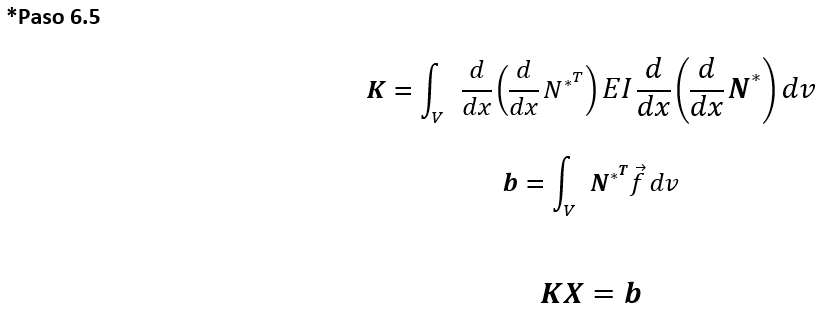 *Paso 6.5
K = ∫_V d/dx (d/dx N*^T) EI d/dx (d/dx N*) dv
b = ∫_V N*^T f⃗ dv
KX = b